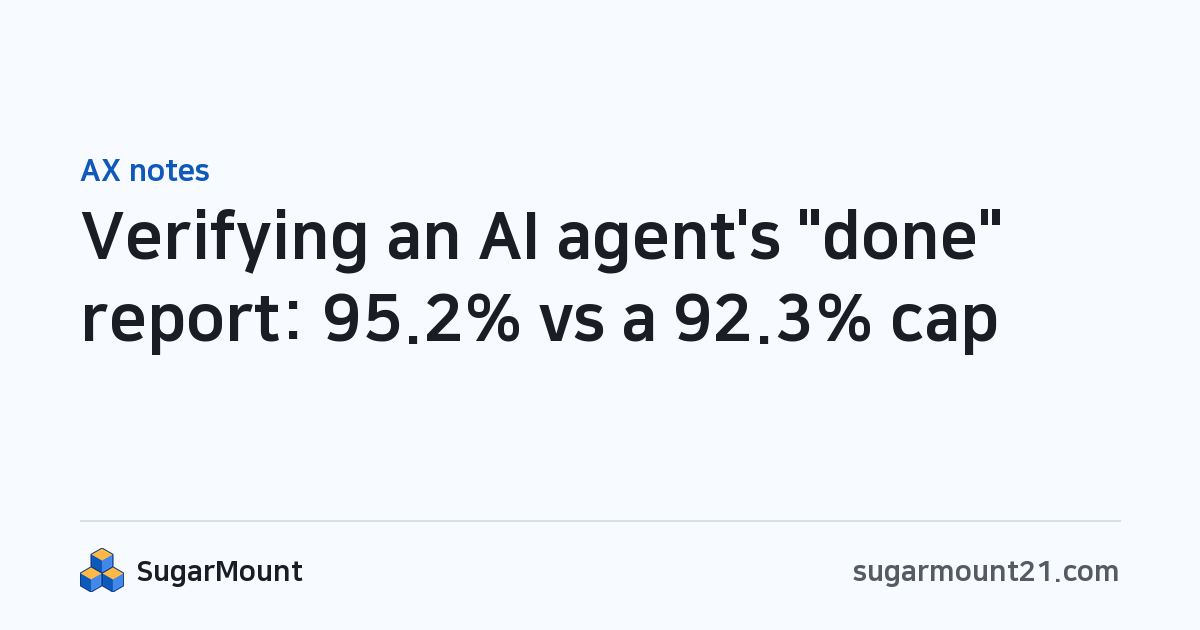 AX notes
Verifying an AI agent's "done"
report: 95.2% vs a 92.3% cap
SugarMount
sugarmount21.com